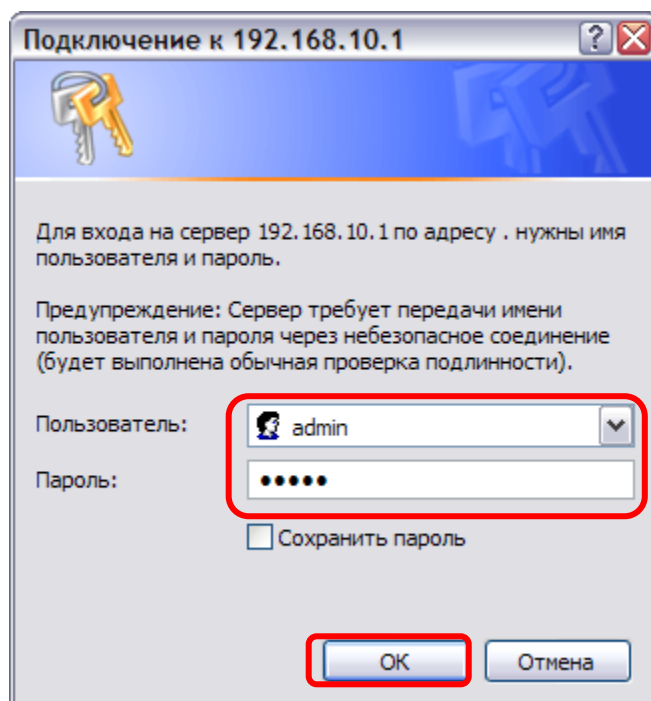 Подключение к 192.168.10.1
Для входа на сервер 192.168.10.1 по адресу . нужны имя
пользователя и пароль.
Предупреждение: Сервер требует передачи имени
пользователя и пароля через небезопасное соединение
(будет выполнена обычная проверка подлинности).
Пользователь: admin
Пароль: •••••
Сохранить пароль
OK Отмена